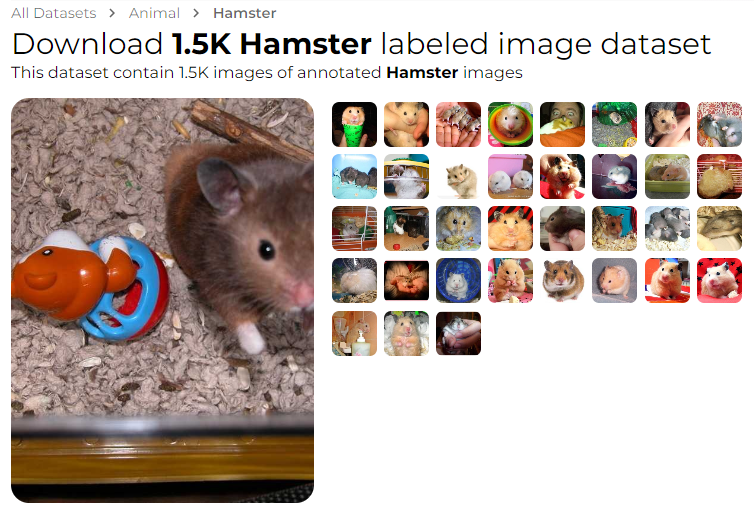 All Datasets > Animal > Hamster
Download 1.5K Hamster labeled image dataset
This dataset contain 1.5K images of annotated Hamster images